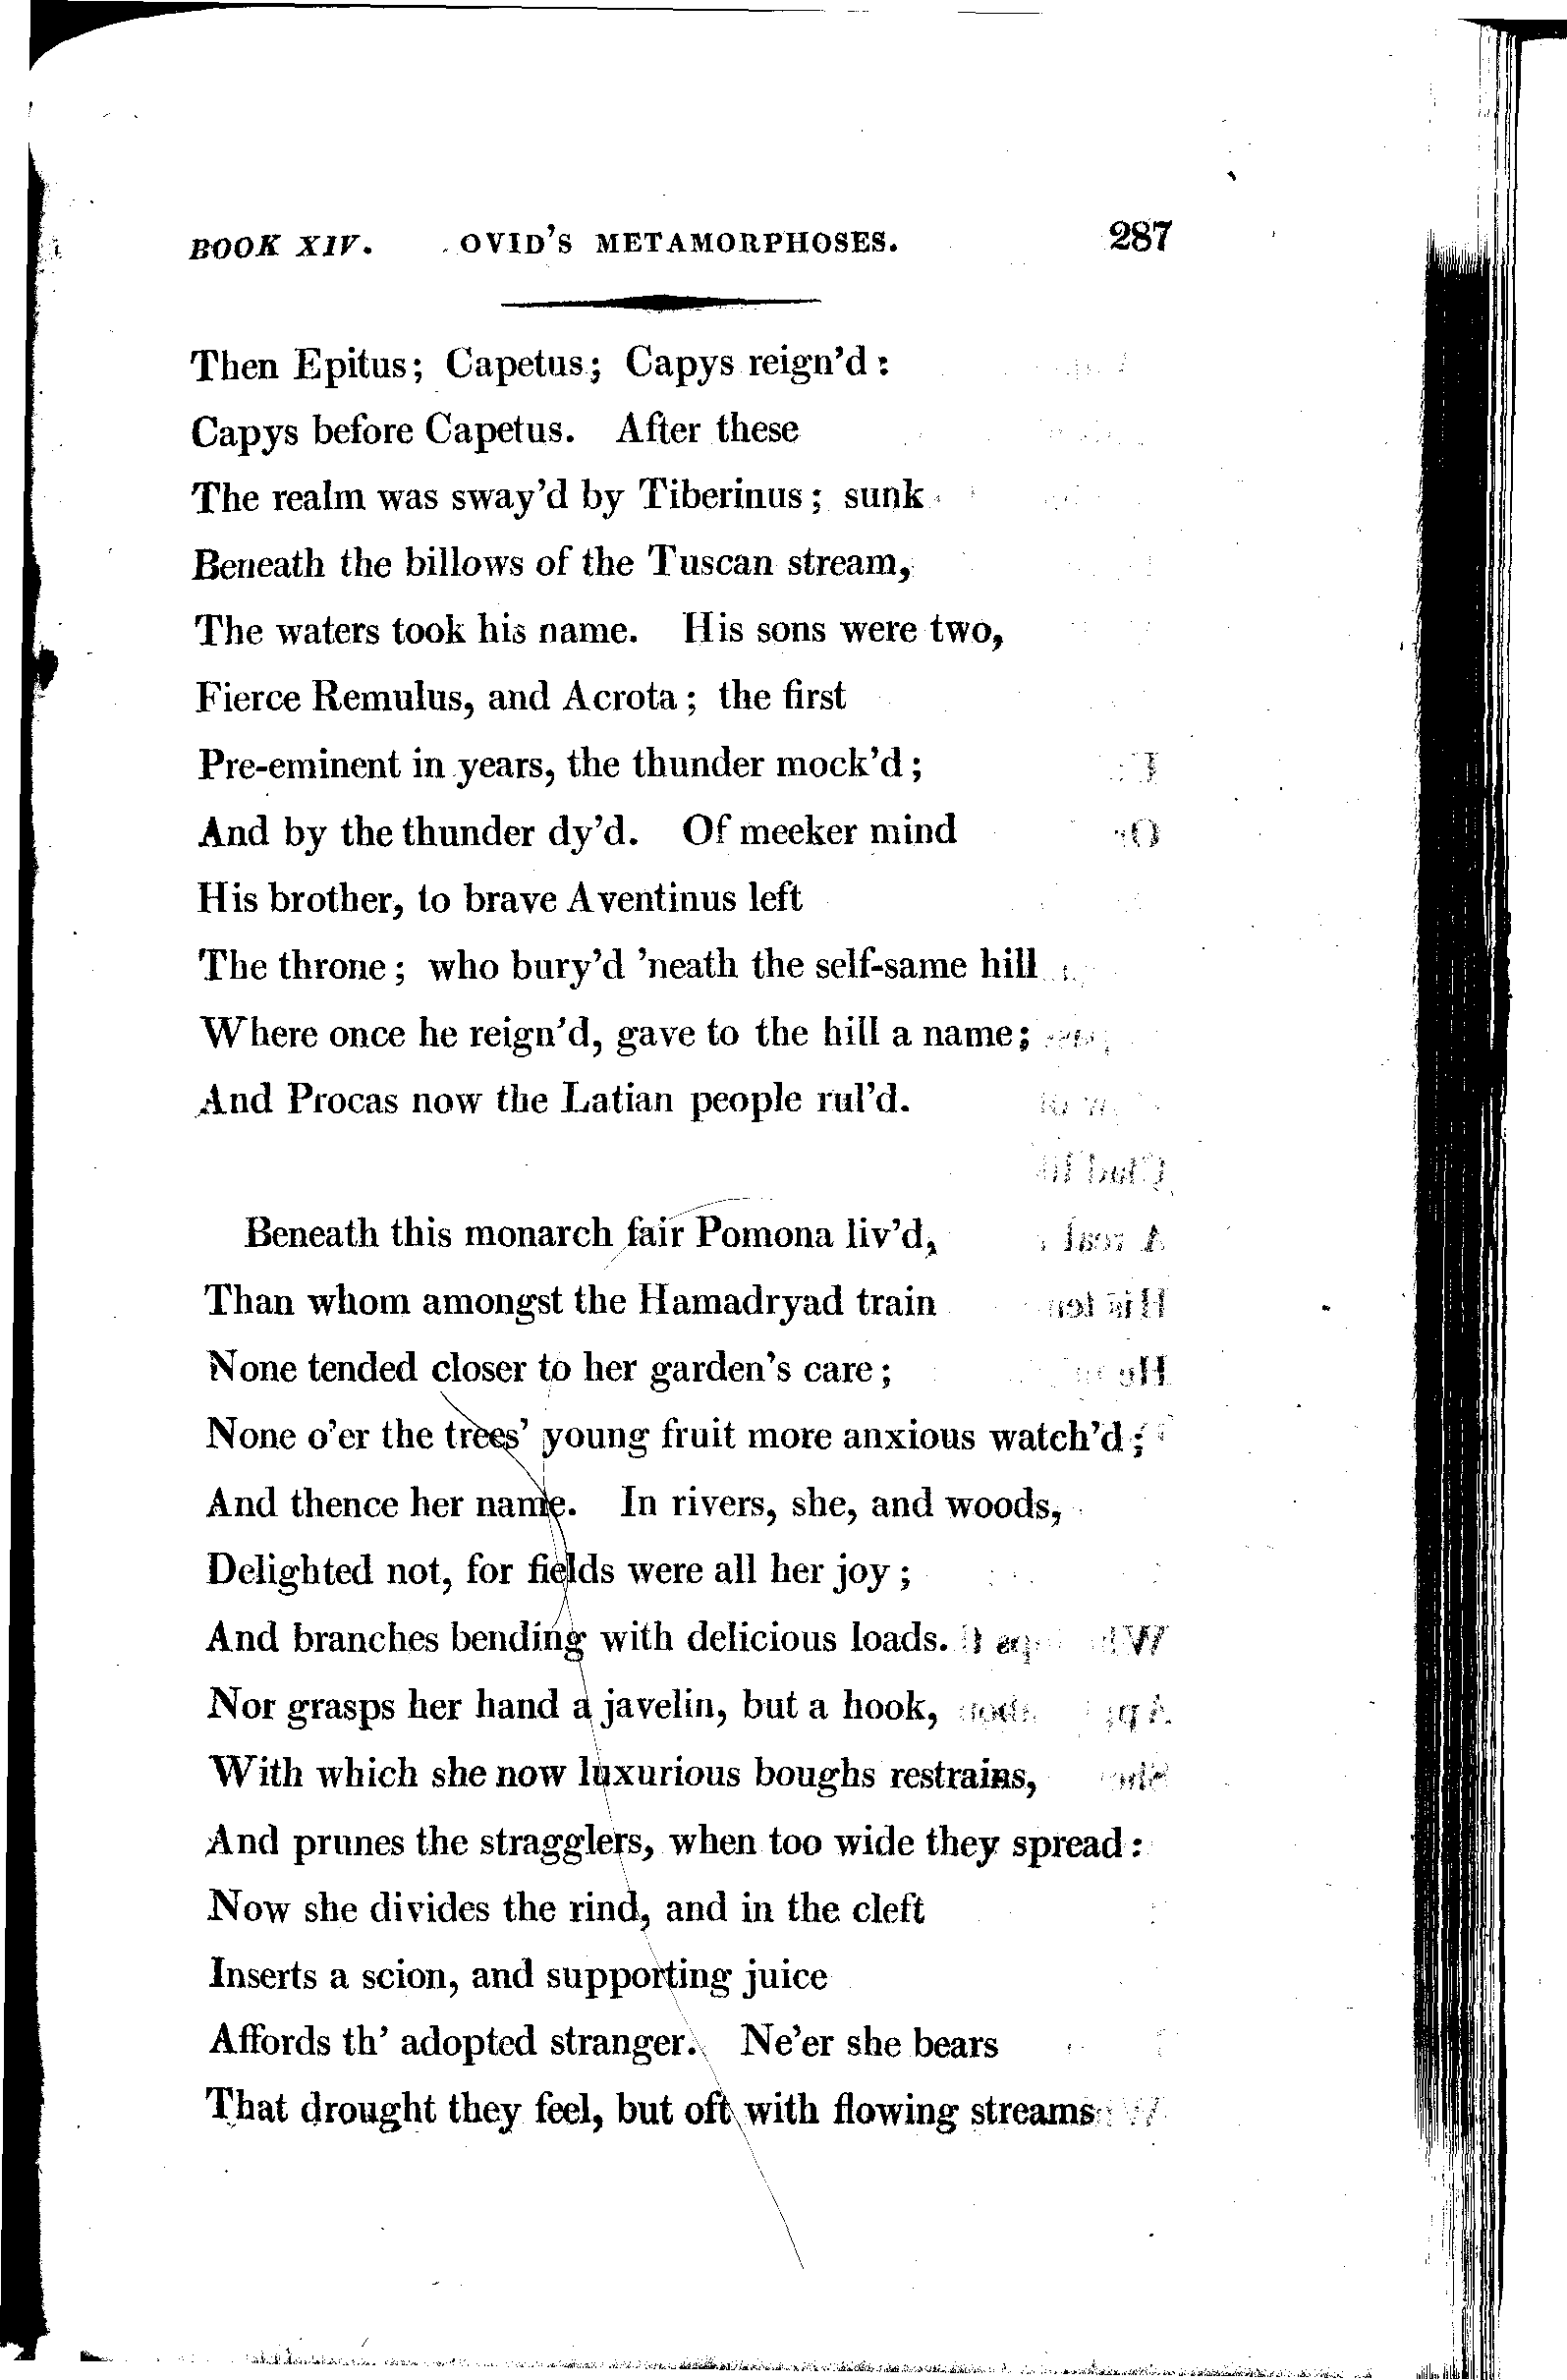 BOOK XIV. OVID'S METAMORPHOSES. 287
Then Epitus; Capetus; Capys reign'd:
Capys before Capetus. After these
The realm was sway'd by Tiberinus; sunk
Beneath the billows of the Tuscan stream,
The waters took his name. His sons were two,
Fierce Remulus, and Acrota; the first
Pre-eminent in years, the thunder mock'd;
And by the thunder dy'd. Of meeker mind
His brother, to brave Aventinus left
The throne; who bury'd 'neath the self-same hill
Where once he reign'd, gave to the hill a name;
And Procas now the Latian people rul'd.
Beneath this monarch fair Pomona liv'd,
Than whom amongst the Hamadryad train
None tended closer to her garden's care;
None o'er the trees' young fruit more anxious watch'd;
And thence her name. In rivers, she, and woods,
Delighted not, for fields were all her joy;
And branches bending with delicious loads.
Nor grasps her hand a javelin, but a hook,
With which she now luxurious boughs restrains,
And prunes the stragglers, when too wide they spread:
Now she divides the rind, and in the cleft
Inserts a scion, and supporting juice
Affords th' adopted stranger. Ne'er she bears
That drought they feel, but oft with flowing streams